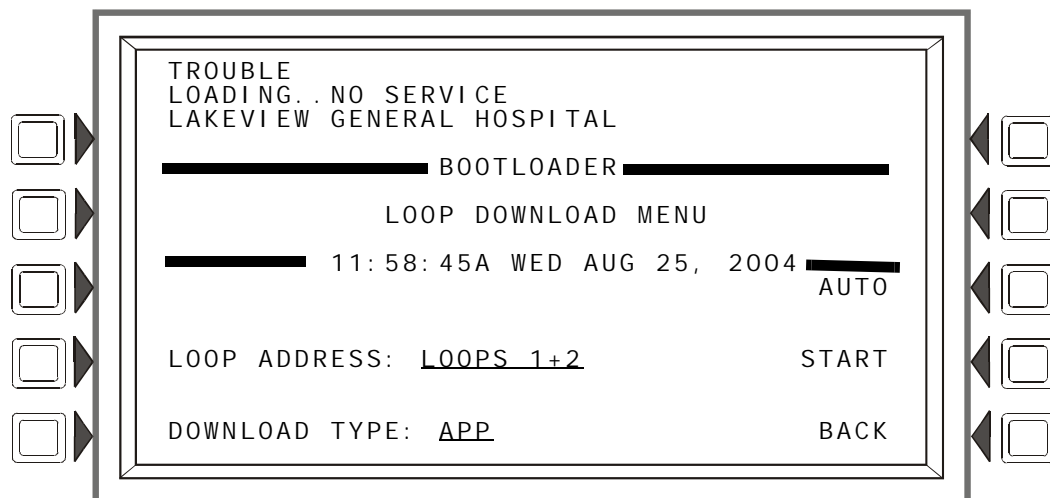 TROUBLE
LOADING..NO SERVICE
LAKEVIEW GENERAL HOSPITAL
BOOTLOADER
LOOP DOWNLOAD MENU
11:58:45A WED AUG 25, 2004
AUTO
LOOP ADDRESS: LOOPS 1+2 START
DOWNLOAD TYPE: APP BACK